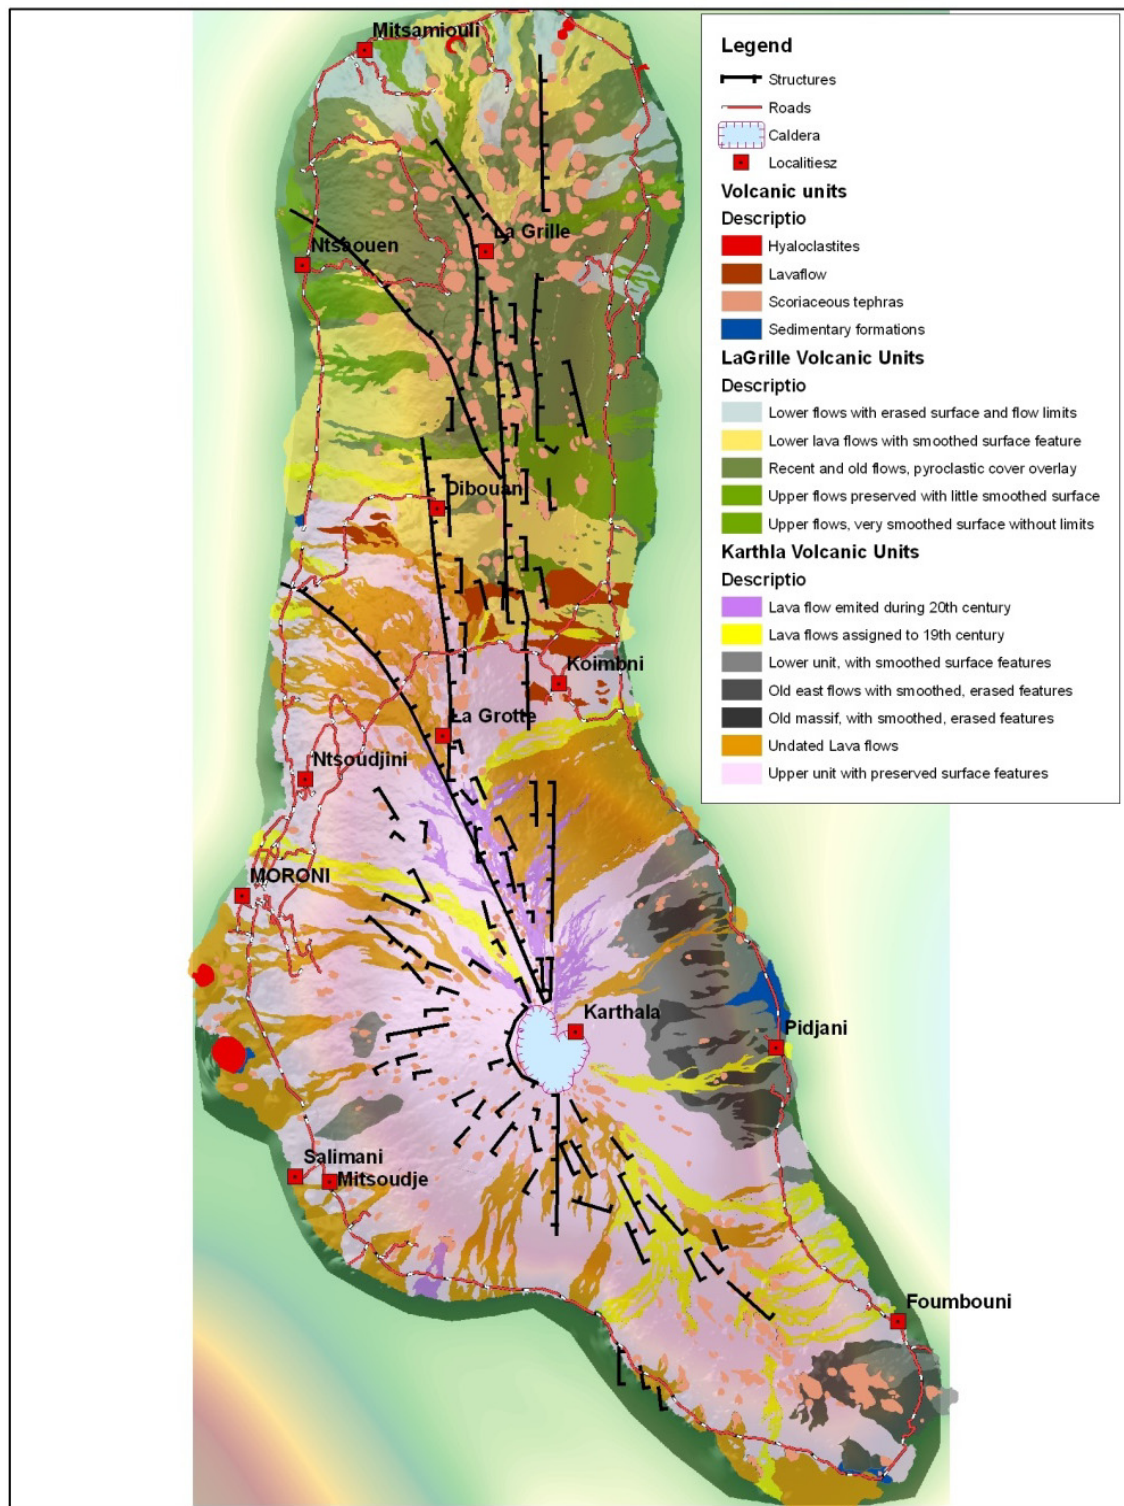 Mitsamiouli
Legend
Structures
Roads
Caldera
Localitiesz
Volcanic units
Descriptio
Hyaloclastites
Lavaflow
Scoriaceous tephras
Sedimentary formations
LaGrille Volcanic Units
Descriptio
Lower flows with erased surface and flow limits
Lower lava flows with smoothed surface feature
Recent and old flows, pyroclastic cover overlay
Upper flows preserved with little smoothed surface
Upper flows, very smoothed surface without limits
Karthla Volcanic Units
Descriptio
Lava flow emited during 20th century
Lava flows assigned to 19th century
Lower unit, with smoothed surface features
Old east flows with smoothed, erased features
Old massif, with smoothed, erased features
Undated Lava flows
Upper unit with preserved surface features
La Grille
Ntsaouen
Dibouan
Koimbni
La Grotte
Ntsoudjini
MORONI
Karthala
Pidjani
Salimani
Mitsoudje
Foumbouni